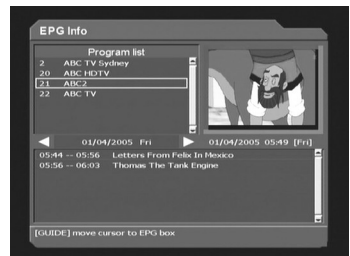 EPG Info
Program list
2 ABC TV Sydney
20 ABC HDTV
21 ABC2
22 ABC TV
01/04/2005 Fri
01/04/2005 05:49 [Fri]
05:44 -- 05:56 Letters From Felix In Mexico
05:56 -- 06:03 Thomas The Tank Engine
[GUIDE] move cursor to EPG box